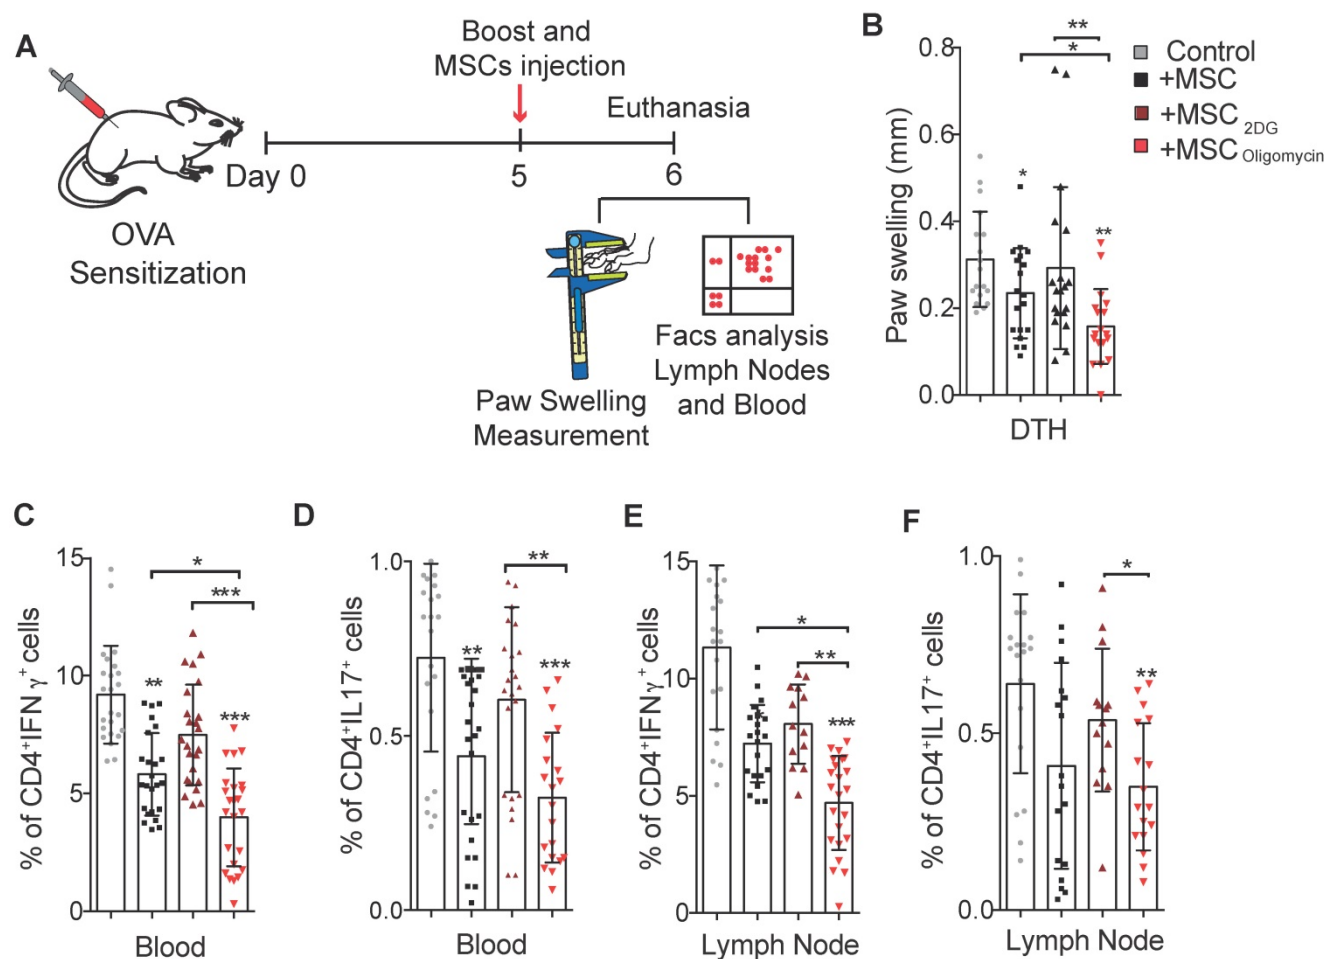 A
OVA
Sensitization
Day 0
Boost and
MSCs injection
5
Euthanasia
6
Paw Swelling
Measurement
Facs analysis
Lymph Nodes
and Blood
B
Paw swelling (mm)
0.8
0.6
0.4
0.2
0.0
**
*
*
**
DTH
Control
+MSC
+MSC 2DG
+MSC Oligomycin
C
% of CD4+IFN γ+ cells
15
10
5
0
*
***
**
***
Blood
D
% of CD4+IL17+ cells
1.0
0.5
0.0
**
**
***
Blood
E
% of CD4+IFNγ+ cells
15
10
5
0
*
**
***
Lymph Node
F
% of CD4+IL17+ cells
1.0
0.5
0.0
*
**
Lymph Node